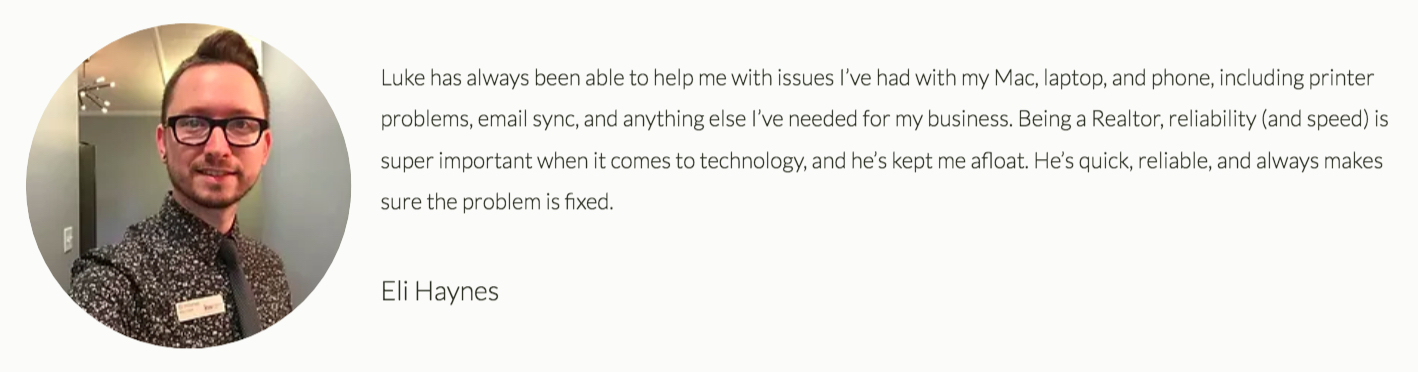 Luke has always been able to help me with issues I've had with my Mac, laptop, and phone, including printer
problems, email sync, and anything else I've needed for my business. Being a Realtor, reliability (and speed) is
super important when it comes to technology, and he's kept me afloat. He's quick, reliable, and always makes
sure the problem is fixed.
Eli Haynes